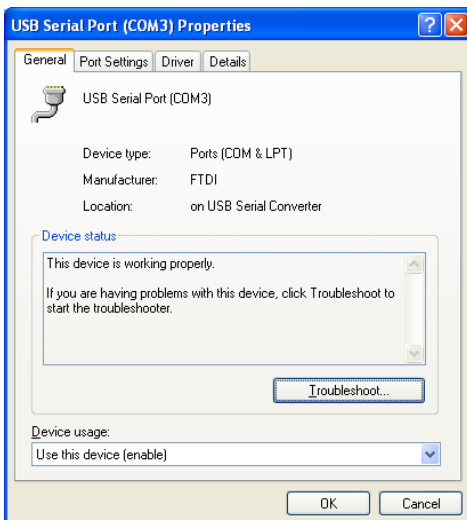 USB Serial Port (COM3) Properties
General Port Settings Driver Details
USB Serial Port (COM3)
Device type: Ports (COM & LPT)
Manufacturer: FTDI
Location: on USB Serial Converter
Device status
This device is working properly.
If you are having problems with this device, click Troubleshoot to
start the troubleshooter.
Troubleshoot...
Device usage:
Use this device (enable)
OK Cancel